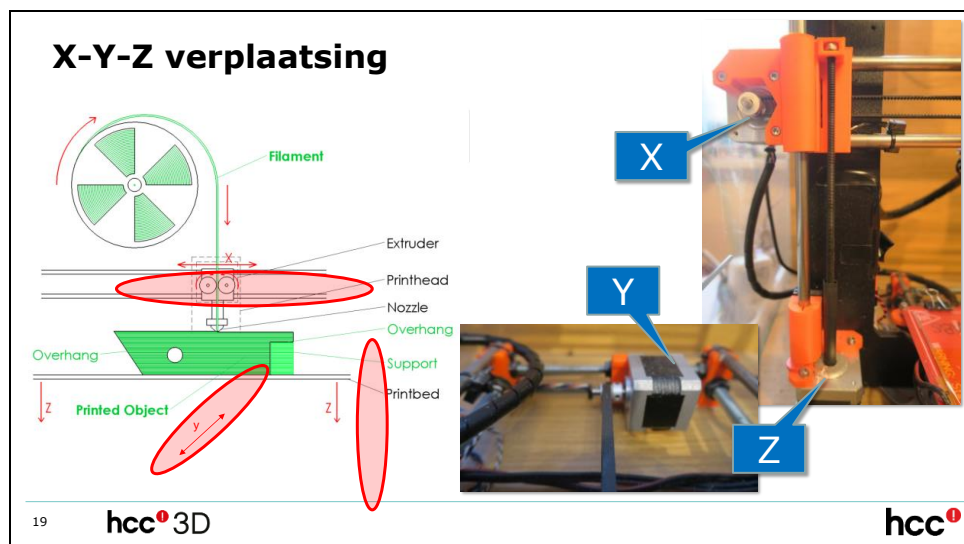 X-Y-Z verplaatsing
Filament
X
Extruder
Printhead
Nozzle
Overhang
Overhang
Support
Printbed
Z
Z
Printed Object
y
X
Y
Z
19
hcc! 3D
hcc!